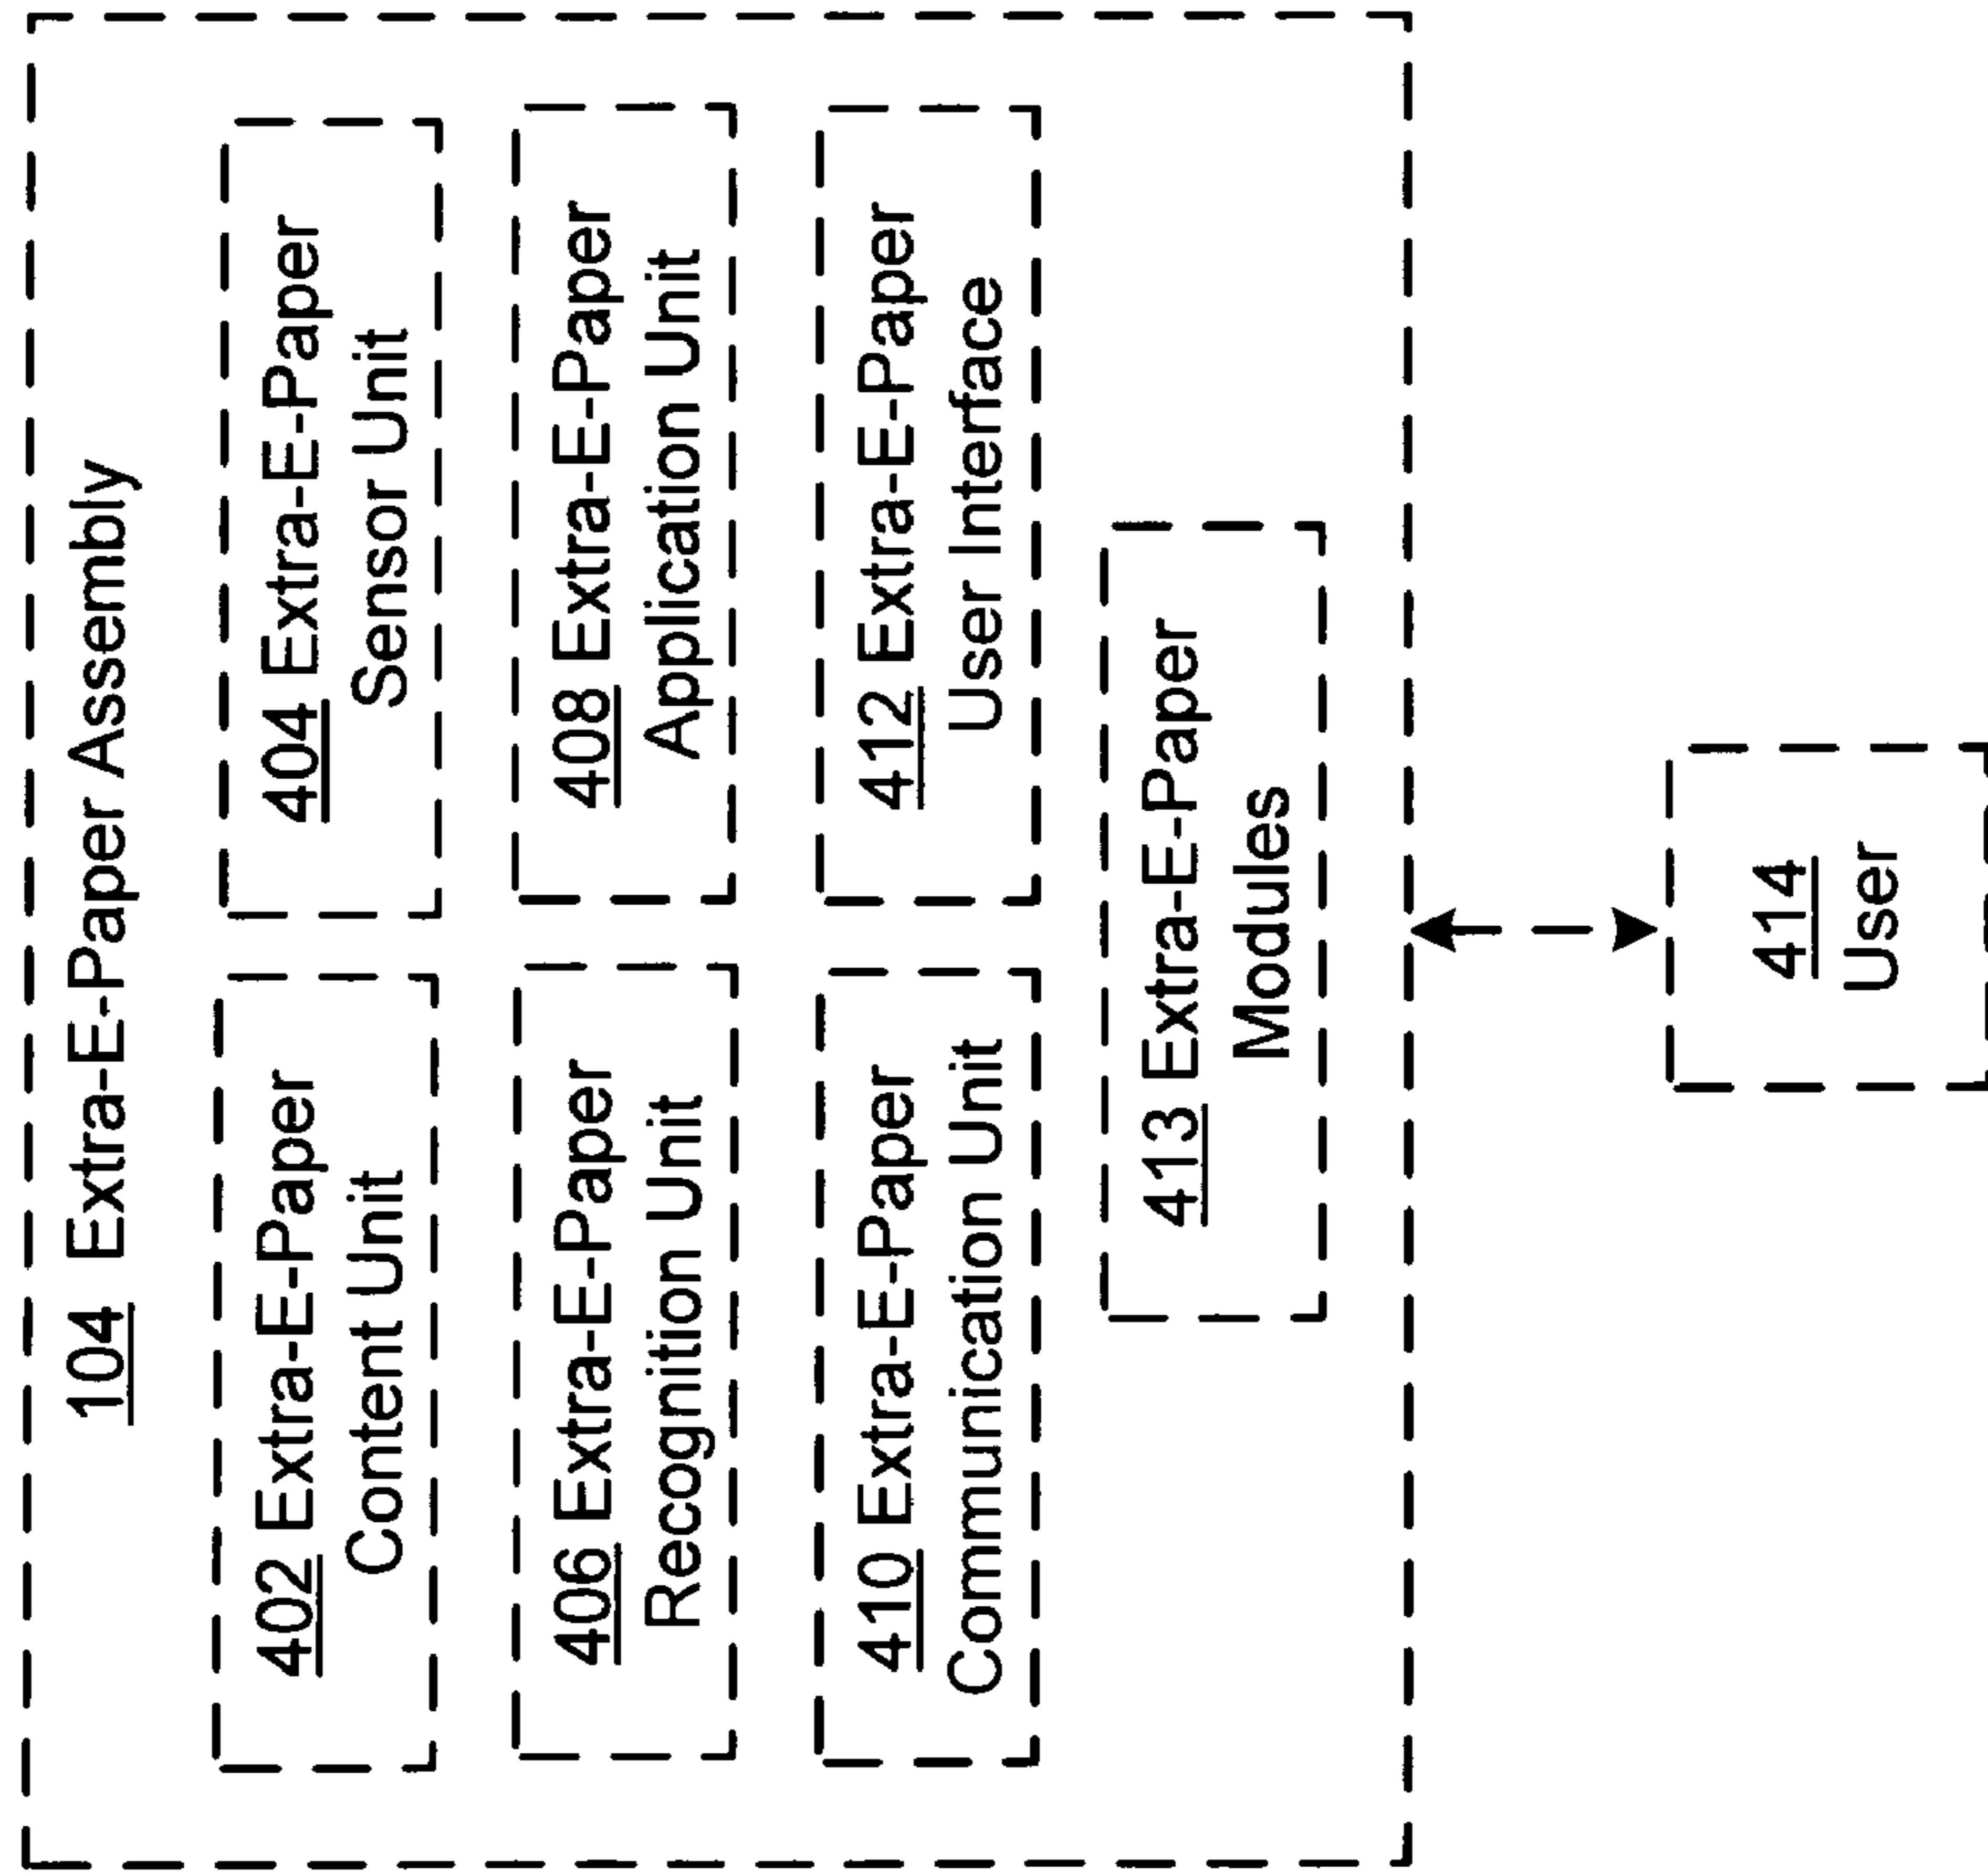 104 Extra-E-Paper Assembly
402 Extra-E-Paper
Content Unit
404 Extra-E-Paper
Sensor Unit
406 Extra-E-Paper
Recognition Unit
408 Extra-E-Paper
Application Unit
410 Extra-E-Paper
Communication Unit
412 Extra-E-Paper
User Interface
413 Extra-E-Paper
Modules
414
User